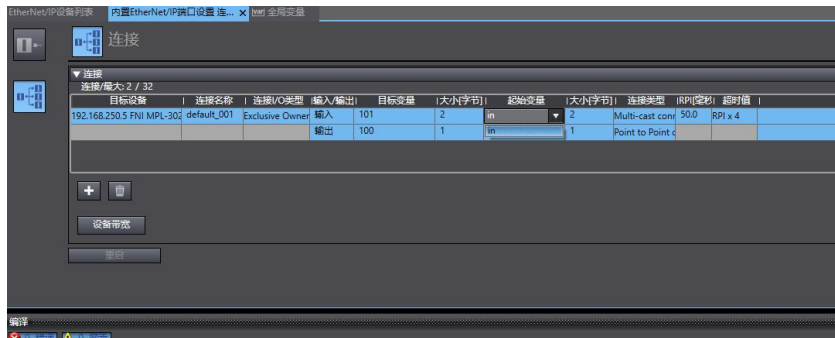 EtherNet/IP设备列表 内置EtherNet/IP端口设置 连... x VAR 全局变量
连接
▼ 连接
连接/最大: 2 / 32
目标设备 连接名称 连接I/O类型 输入/输出 目标变量 大小[字节] 起始变量 大小[字节] 连接类型 RPI[毫秒] 超时值
192.168.250.5 FNI MPL-302 default_001 Exclusive Owner 输入 101 2 in 2 Multi-cast conr 50.0 RPI x 4
输出 100 1 in 1 Point to Point c
+
设备带宽
重启
编译